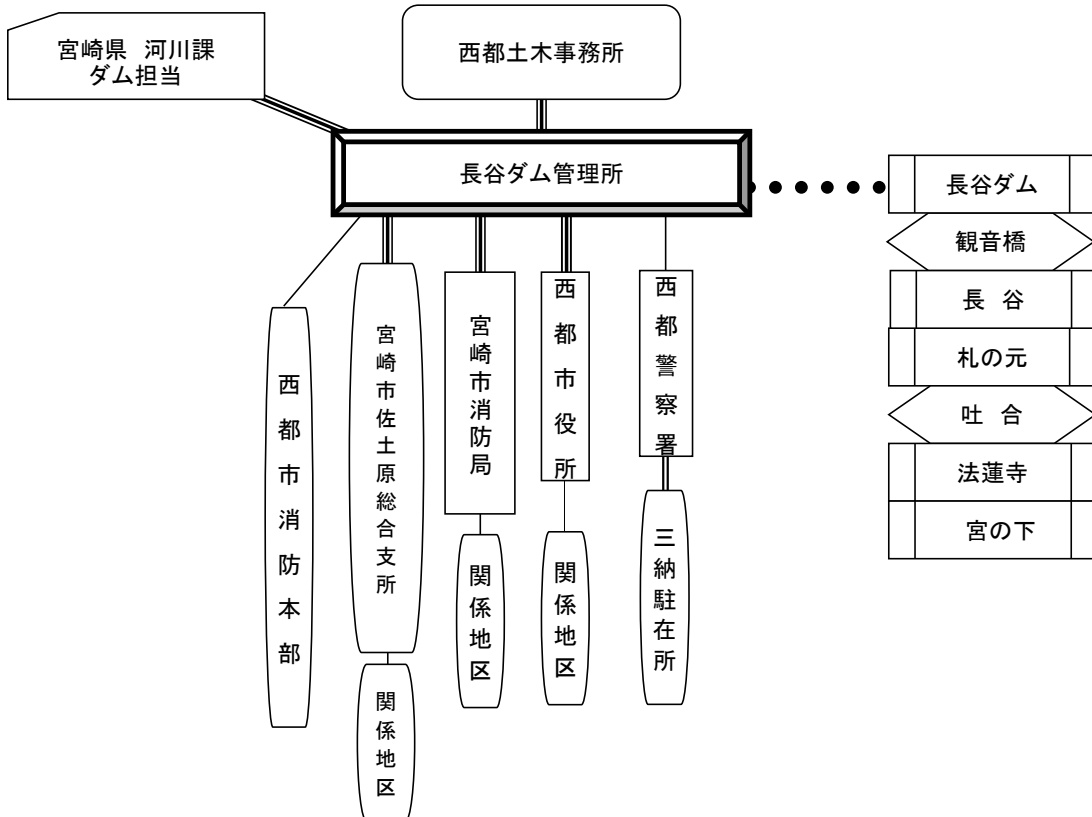 宮崎県 河川課
ダム担当
西都土木事務所
長谷ダム管理所
西都市消防本部
宮崎市佐土原総合支所
関係地区
宮崎市消防局
関係地区
西都市役所
関係地区
西都警察署
三納駐在所
長谷ダム
観音橋
長 谷
札の元
吐 合
法蓮寺
宮の下